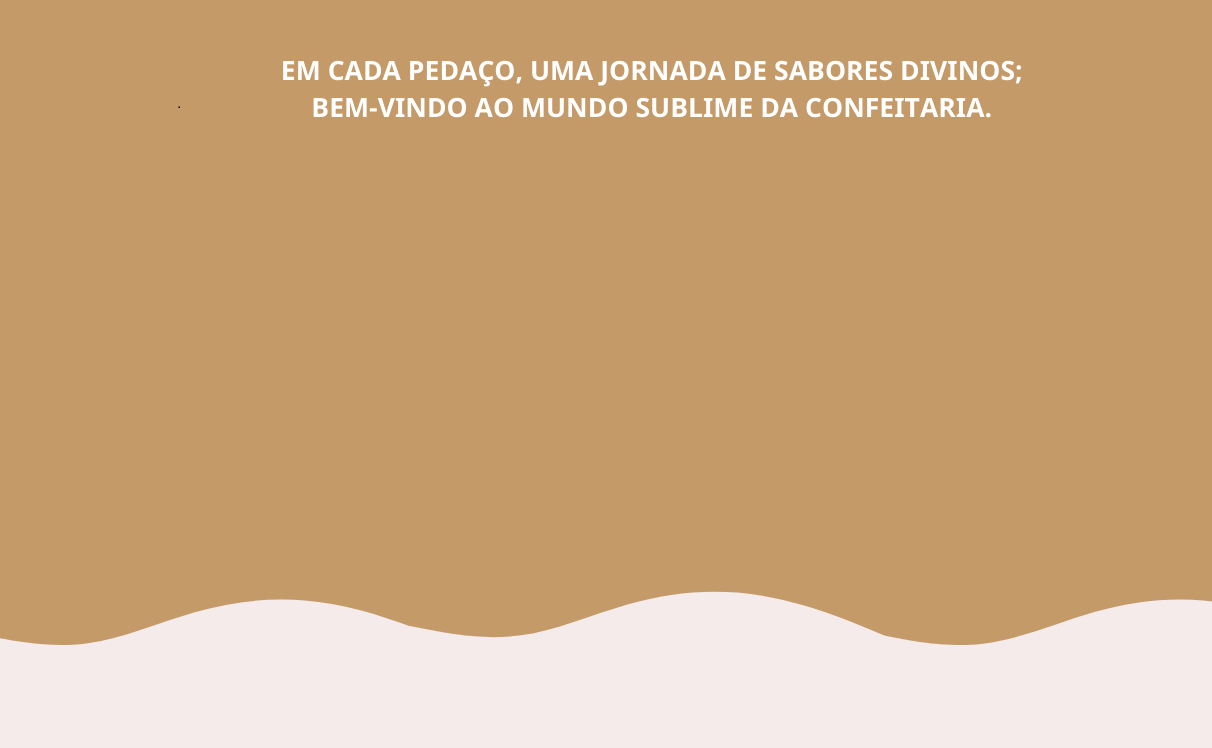 EM CADA PEDAÇO, UMA JORNADA DE SABORES DIVINOS;
BEM-VINDO AO MUNDO SUBLIME DA CONFEITARIA.
.